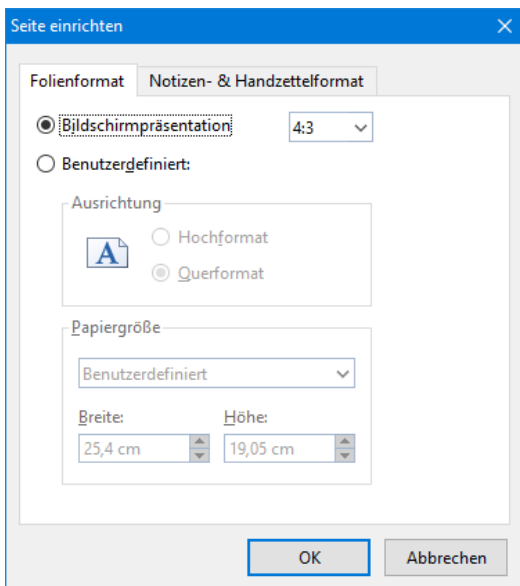 Seite einrichten
Folienformat Notizen- & Handzettelformat
Bildschirmpräsentation 4:3
Benutzerdefiniert:
Ausrichtung
A Hochformat
Querformat
Papiergröße
Benutzerdefiniert
Breite: Höhe:
25,4 cm 19,05 cm
OK Abbrechen